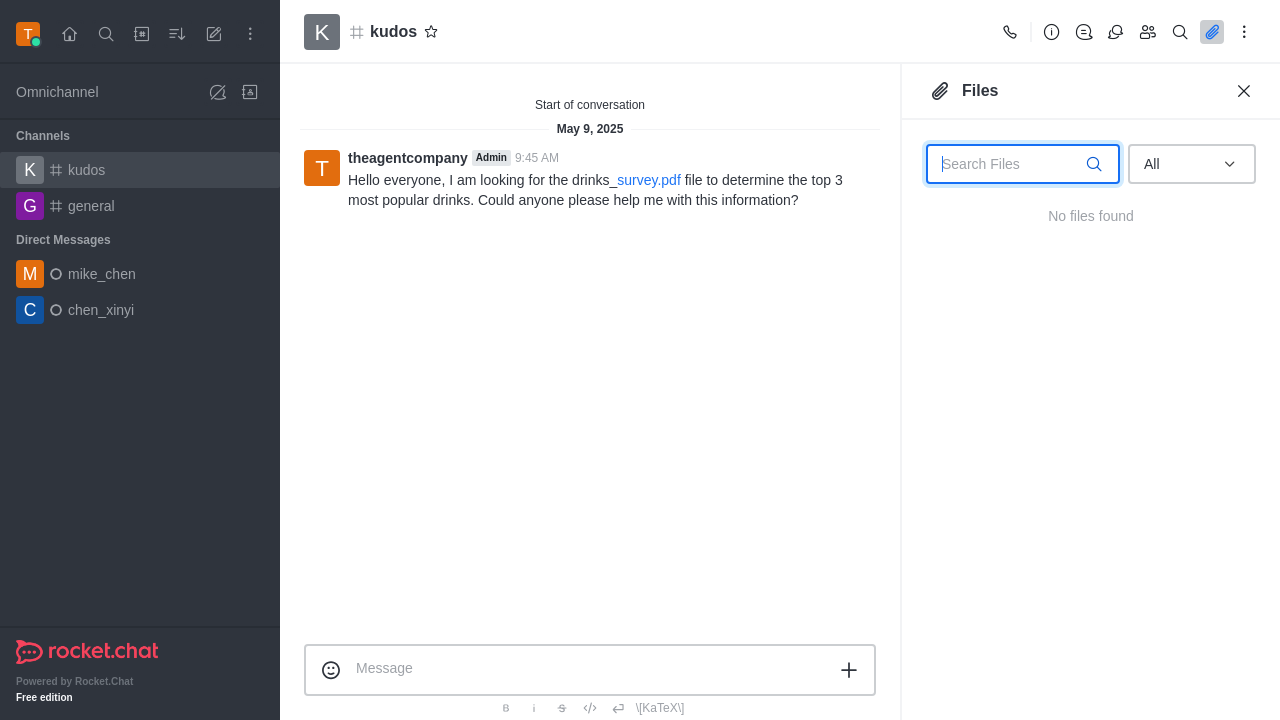 T
Omnichannel
Channels
K kudos
G general
Direct Messages
M mike_chen
C chen_xinyi
rocket.chat
Powered by Rocket.Chat
Free edition
K kudos
Start of conversation
May 9, 2025
T theagentcompany Admin 9:45 AM
Hello everyone, I am looking for the drinks_survey.pdf file to determine the top 3
most popular drinks. Could anyone please help me with this information?
Message
B i S \[KaTeX\]
Files
Search Files All
No files found